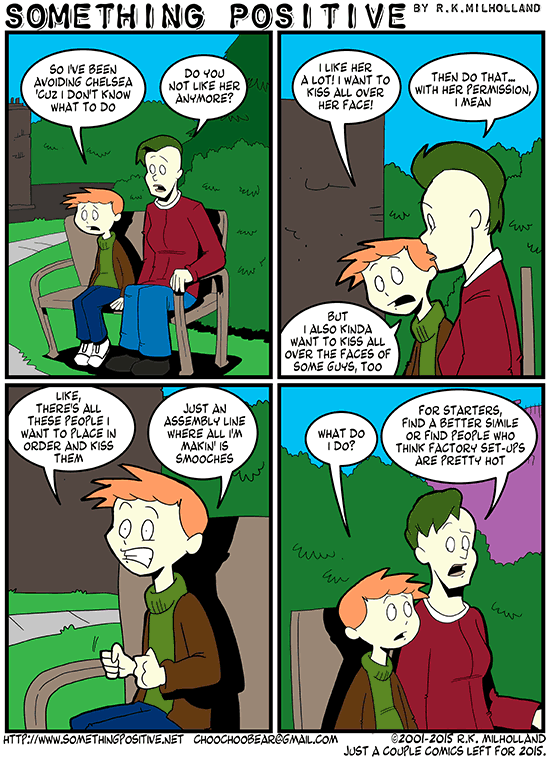 SOMETHING POSITIVE BY R.K.MILHOLLAND
SO I'VE BEEN
AVOIDING CHELSEA
'CUZ I DON'T KNOW
WHAT TO DO
DO YOU
NOT LIKE HER
ANYMORE?
I LIKE HER
A LOT! I WANT TO
KISS ALL OVER
HER FACE!
THEN DO THAT...
WITH HER PERMISSION,
I MEAN
BUT
I ALSO KINDA
WANT TO KISS ALL
OVER THE FACES OF
SOME GUYS, TOO
LIKE,
THERE'S ALL
THESE PEOPLE I
WANT TO PLACE IN
ORDER AND KISS
THEM
JUST AN
ASSEMBLY LINE
WHERE ALL I'M
MAKIN' IS
SMOOCHES
WHAT DO
I DO?
FOR STARTERS,
FIND A BETTER SIMILE
OR FIND PEOPLE WHO
THINK FACTORY SET-UPS
ARE PRETTY HOT
HTTP://WWW.SOMETHINGPOSITIVE.NET CHOOCHOOBEAR@GMAIL.COM ©2001-2015 R.K. MILHOLLAND
JUST A COUPLE COMICS LEFT FOR 2015.